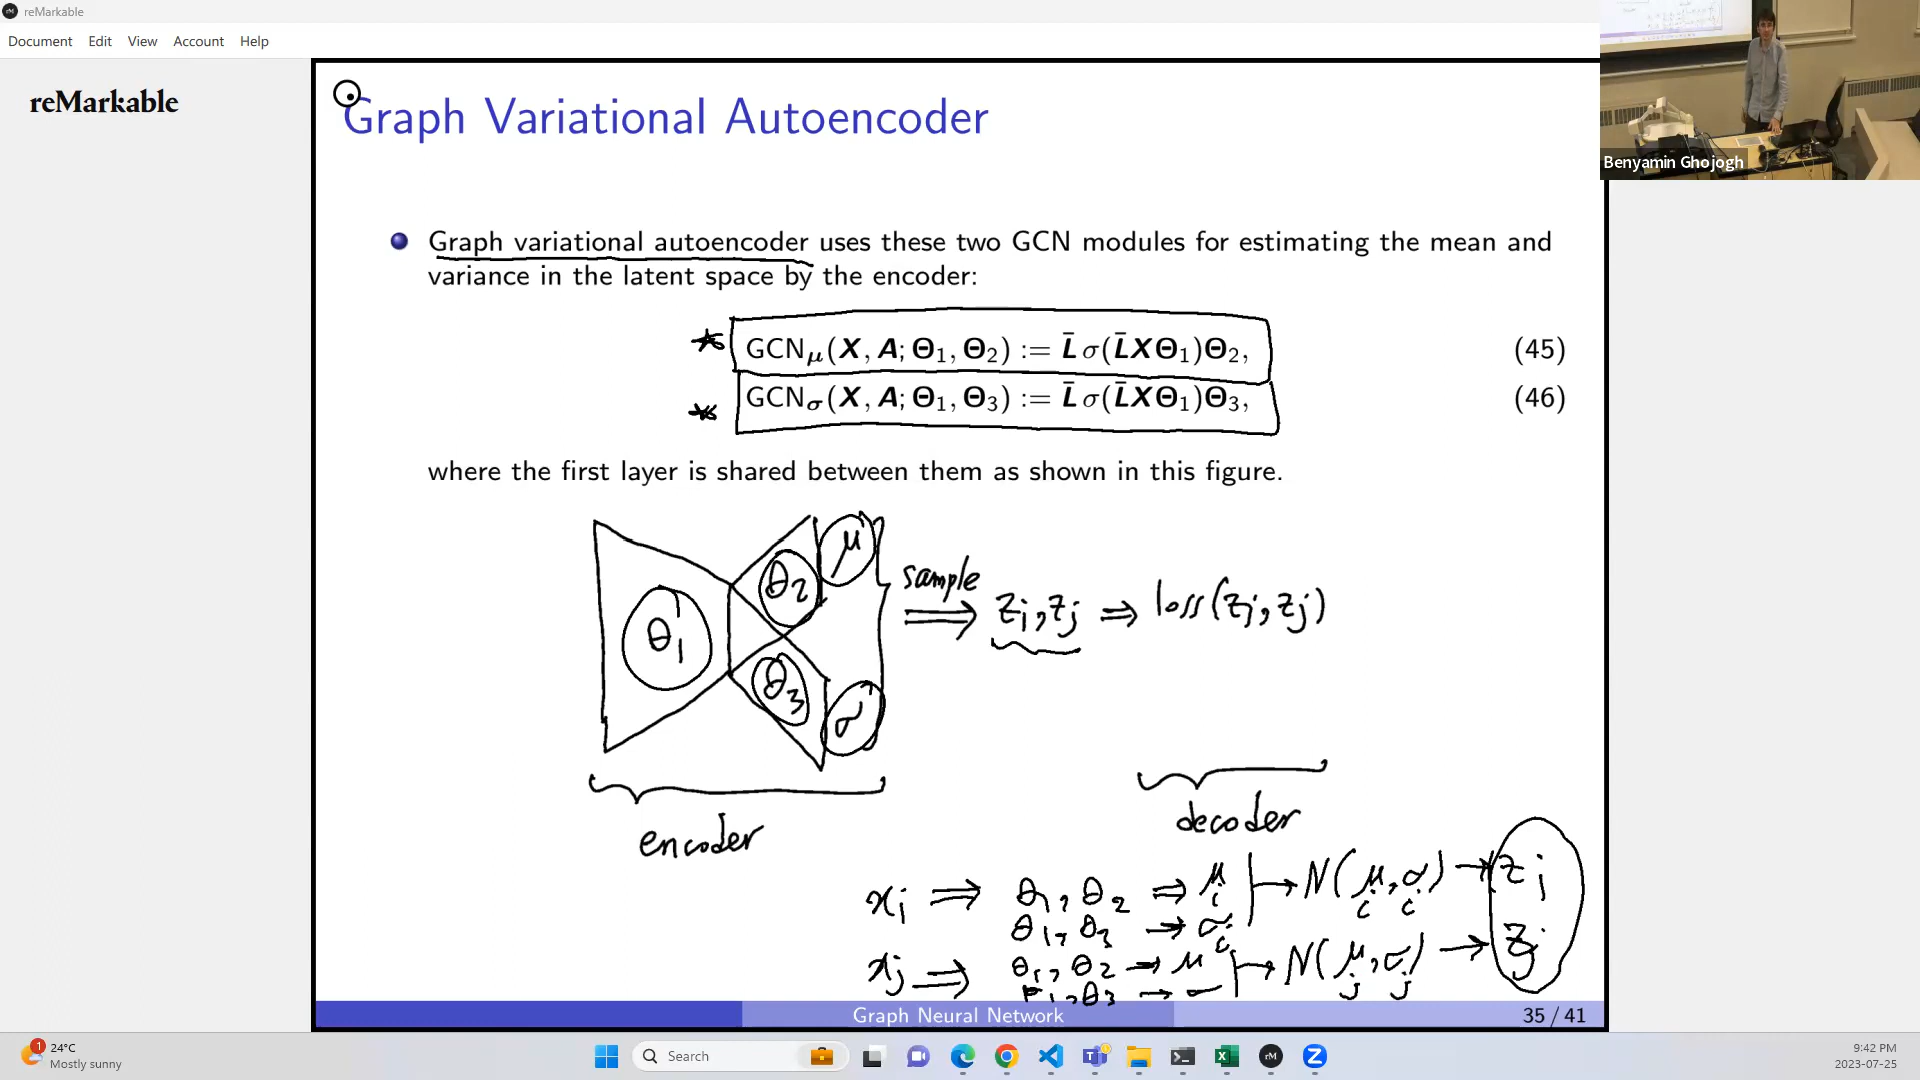 reMarkable
Document Edit View Account Help
reMarkable
Benyamin Ghojogh
Graph Variational Autoencoder
Graph variational autoencoder uses these two GCN modules for estimating the mean and
variance in the latent space by the encoder:
GCN_μ(X, A; Θ₁, Θ₂) := L̄ σ(L̄XΘ₁)Θ₂, (45)
GCN_σ(X, A; Θ₁, Θ₃) := L̄ σ(L̄XΘ₁)Θ₃, (46)
where the first layer is shared between them as shown in this figure.
θ₁ θ₂ μ
θ₃ σ
sample
⇒ zᵢ, zⱼ ⇒ loss(zᵢ, zⱼ)
encoder
decoder
xᵢ ⇒ θ₁, θ₂ ⇒ μᵢ → N(μᵢ, σᵢ) → zᵢ
θ₁, θ₃ → σᵢ
xⱼ ⇒ θ₁, θ₂ → μ → N(μⱼ, σⱼ) → zⱼ
θ₁, θ₃ → σ
Graph Neural Network 35 / 41
1
24°C
Mostly sunny
Search
9:42 PM
2023-07-25